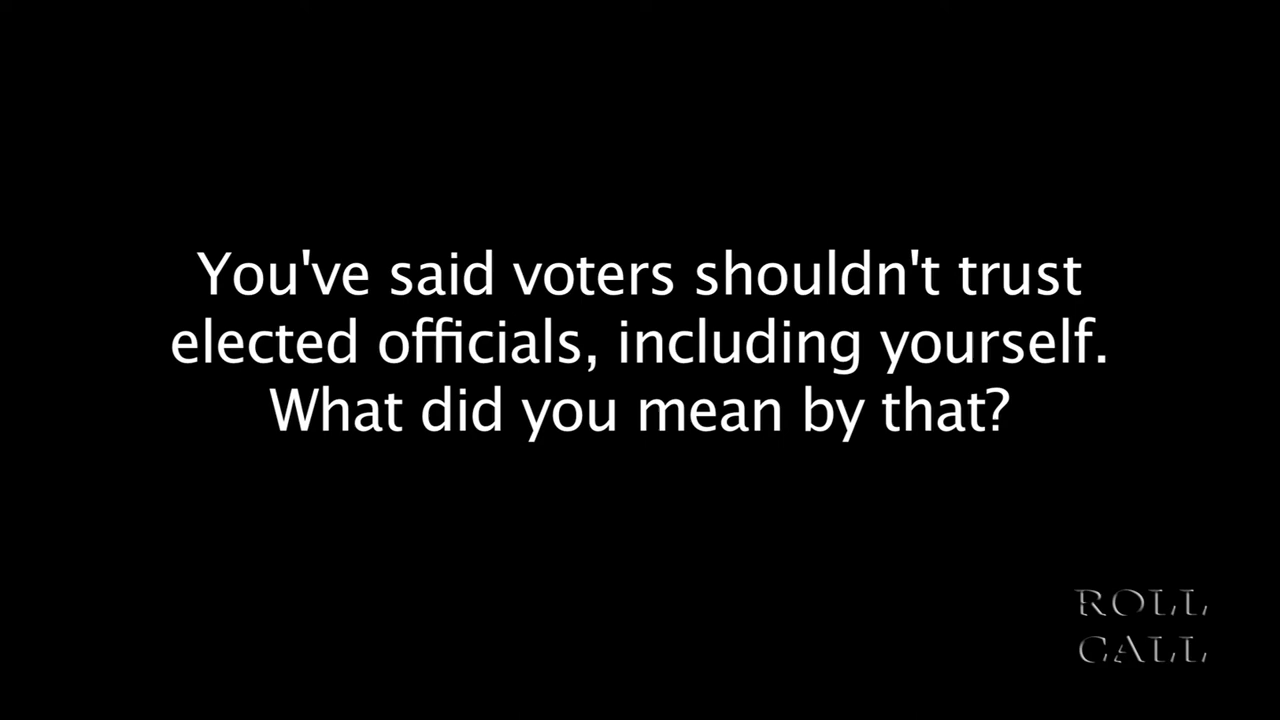 You've said voters shouldn't trust
elected officials, including yourself.
What did you mean by that?
ROLL
CALL